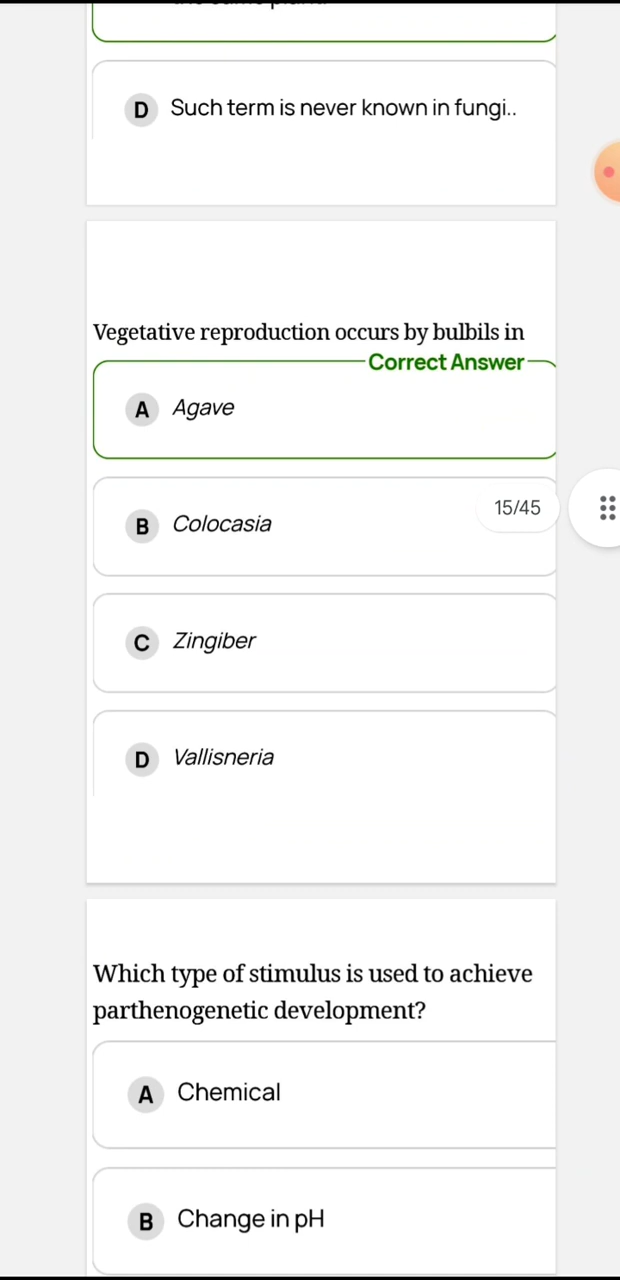 D Such term is never known in fungi..
Vegetative reproduction occurs by bulbils in
Correct Answer
A Agave
15/45
B Colocasia
C Zingiber
D Vallisneria
Which type of stimulus is used to achieve
parthenogenetic development?
A Chemical
B Change in pH